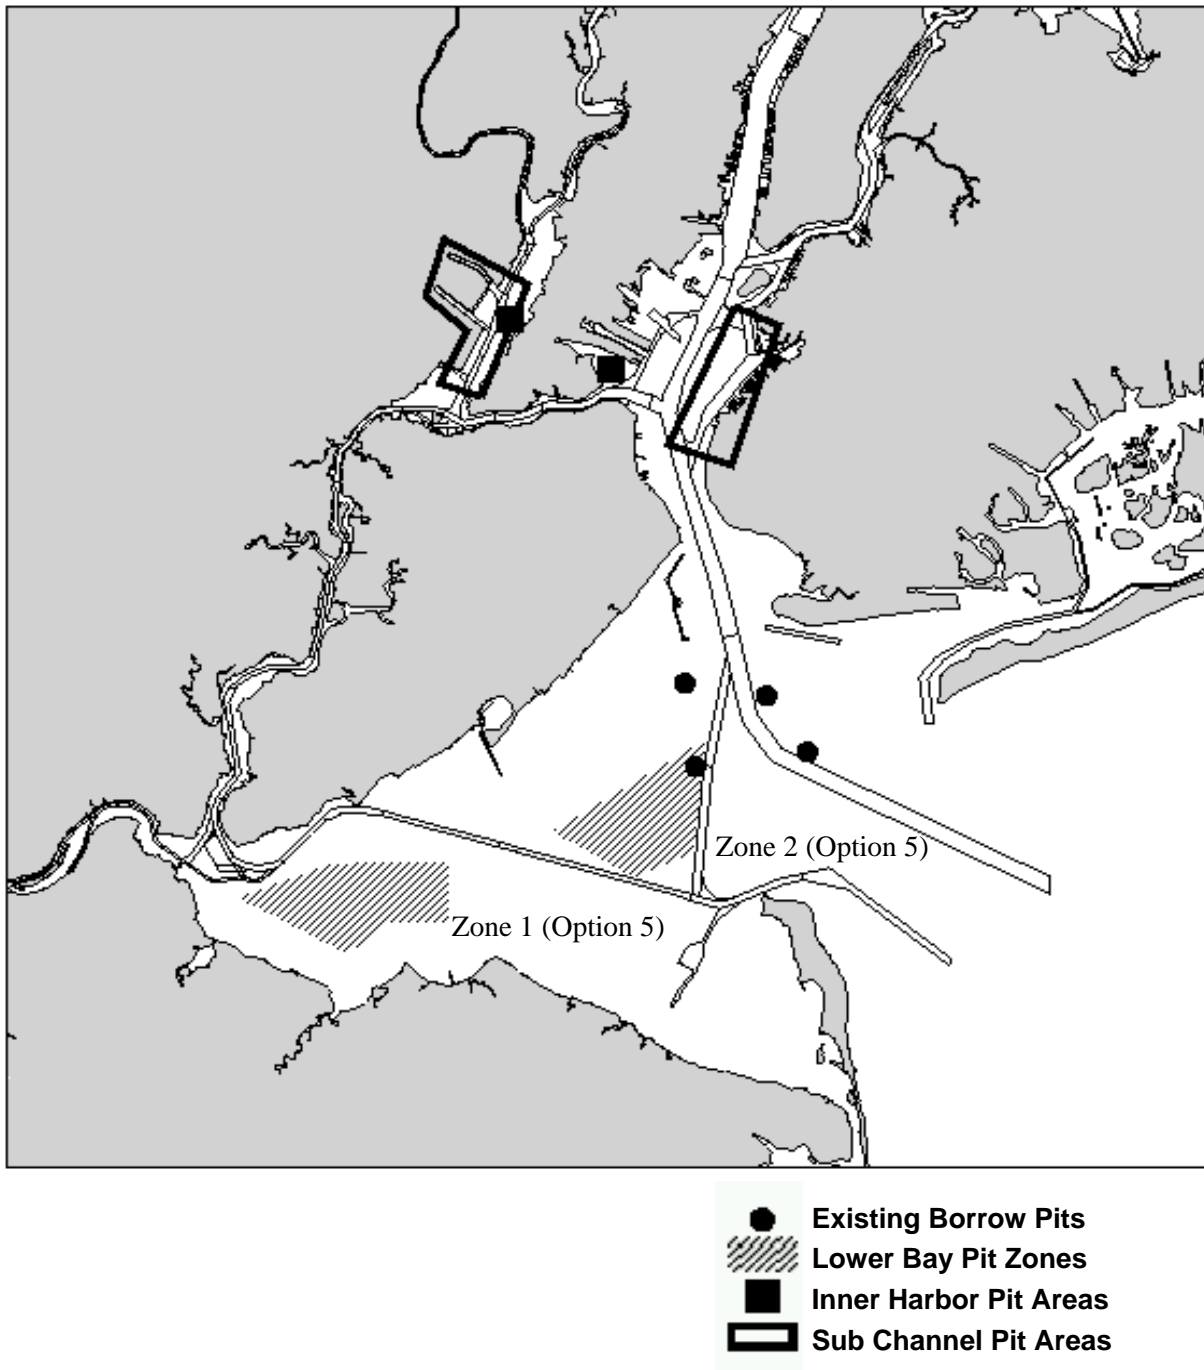 Zone 2 (Option 5)
Zone 1 (Option 5)
Existing Borrow Pits
Lower Bay Pit Zones
Inner Harbor Pit Areas
Sub Channel Pit Areas